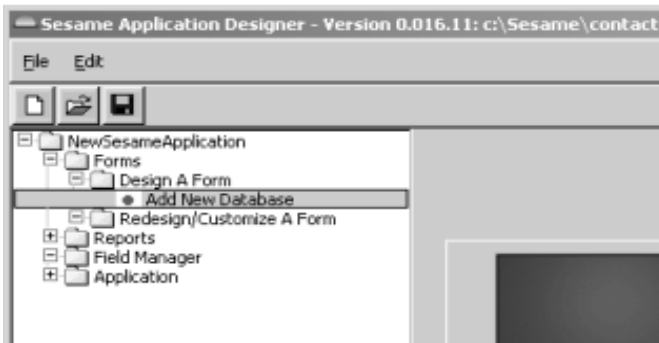 Sesame Application Designer - Version 0.016.11: c:\Sesame\contact
File Edit
NewSesameApplication
Forms
Design A Form
Add New Database
Redesign/Customize A Form
Reports
Field Manager
Application